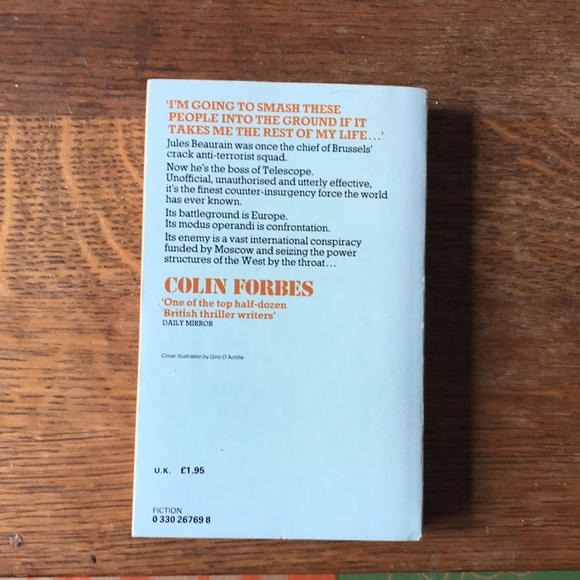 'I'M GOING TO SMASH THESE
PEOPLE INTO THE GROUND IF IT
TAKES ME THE REST OF MY LIFE...'
Jules Beaurain was once the chief of Brussels'
crack anti-terrorist squad.
Now he's the boss of Telescope.
Unofficial, unauthorised and utterly effective,
it's the finest counter-insurgency force the world
has ever known.
Its battleground is Europe.
Its modus operandi is confrontation.
Its enemy is a vast international conspiracy
funded by Moscow and seizing the power
structures of the West by the throat...
COLIN FORBES
'One of the top half-dozen
British thriller writers'
DAILY MIRROR
Cover illustration by Gino D'Achille
U.K. £1.95
FICTION
0 330 26769 8